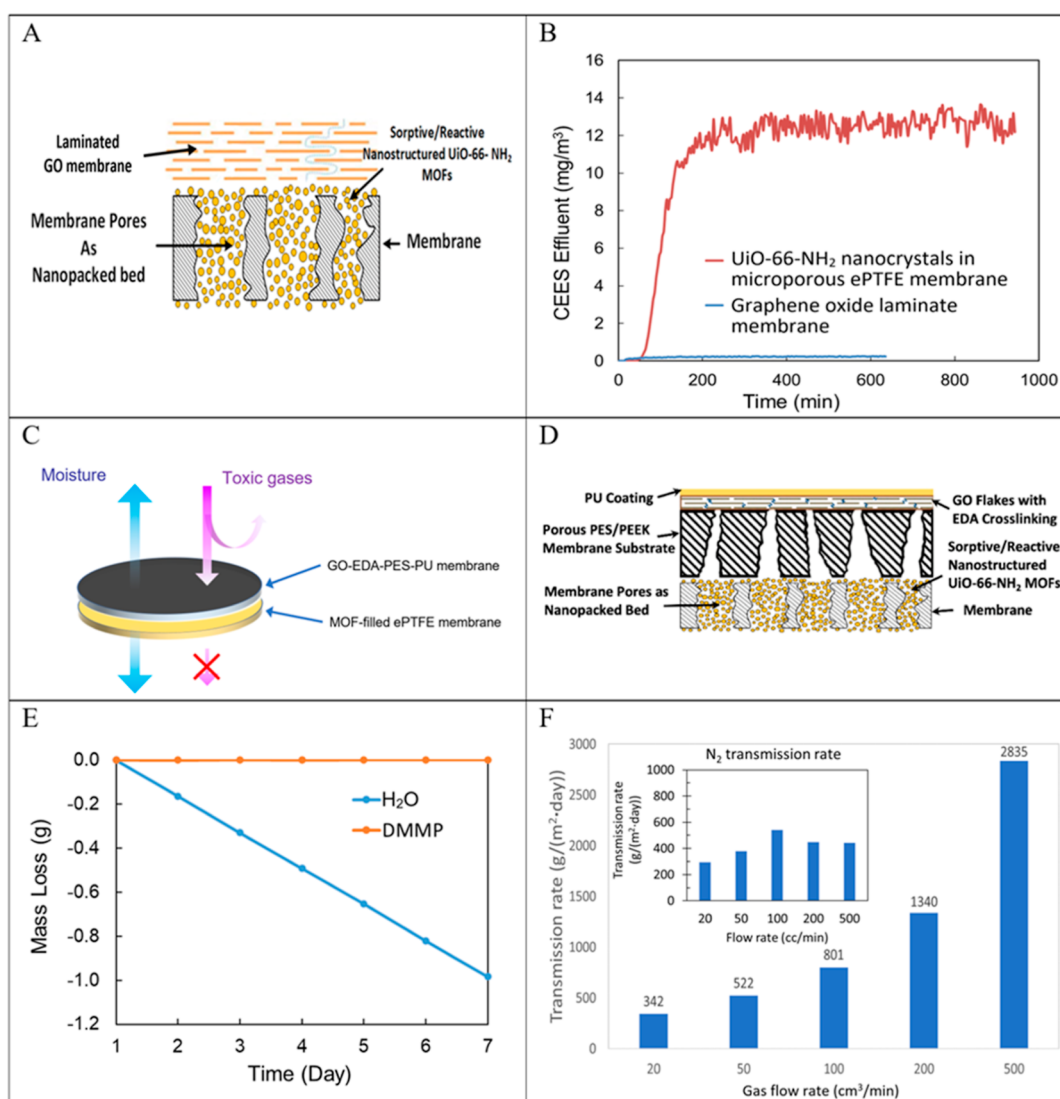 A
Laminated
GO membrane
Sorptive/Reactive
Nanostructured UiO-66- NH₂
MOFs
Membrane Pores
As
Nanopacked bed
Membrane
B
CEES Effluent (mg/m³)
16
14
12
10
8
6
4
2
0
UiO-66-NH₂ nanocrystals in
microporous ePTFE membrane
Graphene oxide laminate
membrane
0 200 400 600 800 1000
Time (min)
C
Moisture
Toxic gases
GO-EDA-PES-PU membrane
MOF-filled ePTFE membrane
D
PU Coating
Porous PES/PEEK
Membrane Substrate
Membrane Pores as
Nanopacked Bed
GO Flakes with
EDA Crosslinking
Sorptive/Reactive
Nanostructured
UiO-66-NH₂ MOFs
Membrane
E
Mass Loss (g)
0.0
-0.2
-0.4
-0.6
-0.8
-1.0
-1.2
H₂O
DMMP
1 2 3 4 5 6 7
Time (Day)
F
Transmission rate (g/(m²·day))
3000
2500
2000
1500
1000
500
0
N₂ transmission rate
Transmission rate
(g/(m²·day))
1000
800
600
400
200
0
20 50 100 200 500
Flow rate (cc/min)
342
522
801
1340
2835
20 50 100 200 500
Gas flow rate (cm³/min)